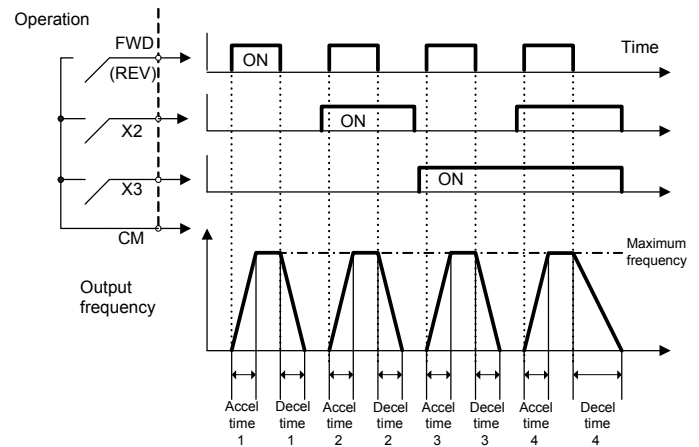 Operation
FWD
(REV)
ON
Time
X2
ON
X3
ON
CM
Output
frequency
Maximum
frequency
Accel
time
1
Decel
time
1
Accel
time
2
Decel
time
2
Accel
time
3
Decel
time
3
Accel
time
4
Decel
time
4